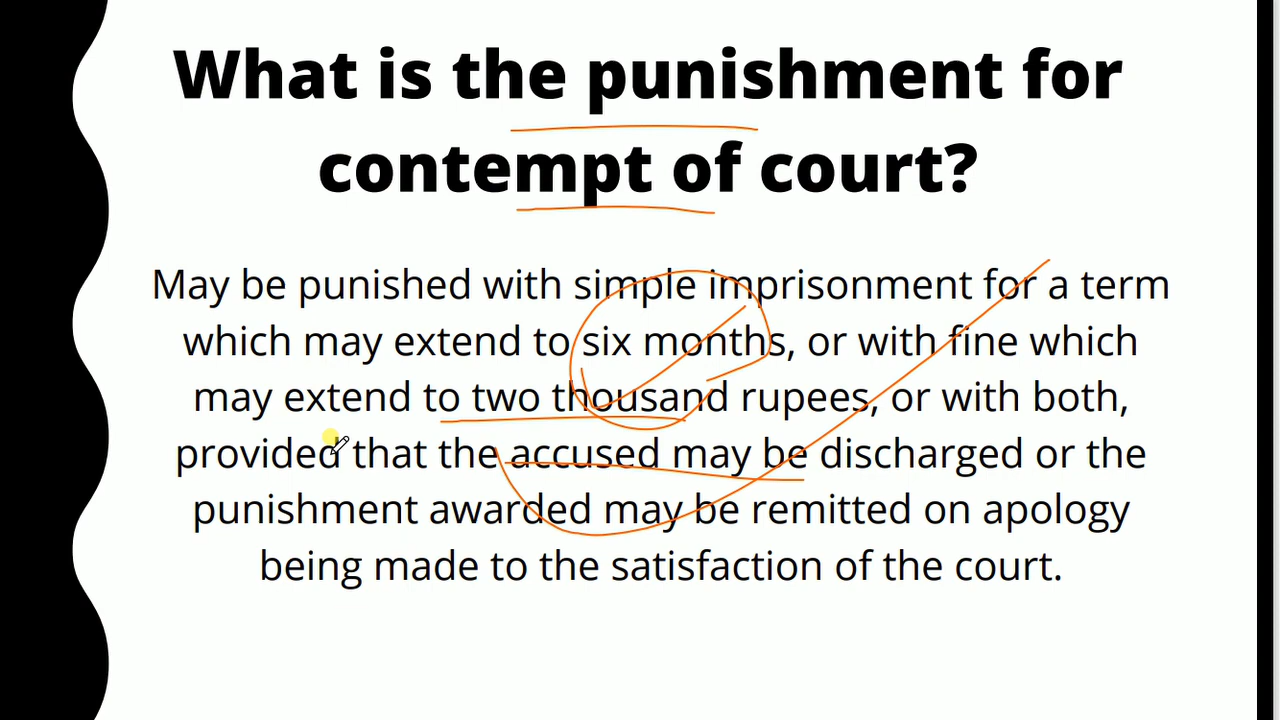 What is the punishment for
contempt of court?
May be punished with simple imprisonment for a term
which may extend to six months, or with fine which
may extend to two thousand rupees, or with both,
provided that the accused may be discharged or the
punishment awarded may be remitted on apology
being made to the satisfaction of the court.